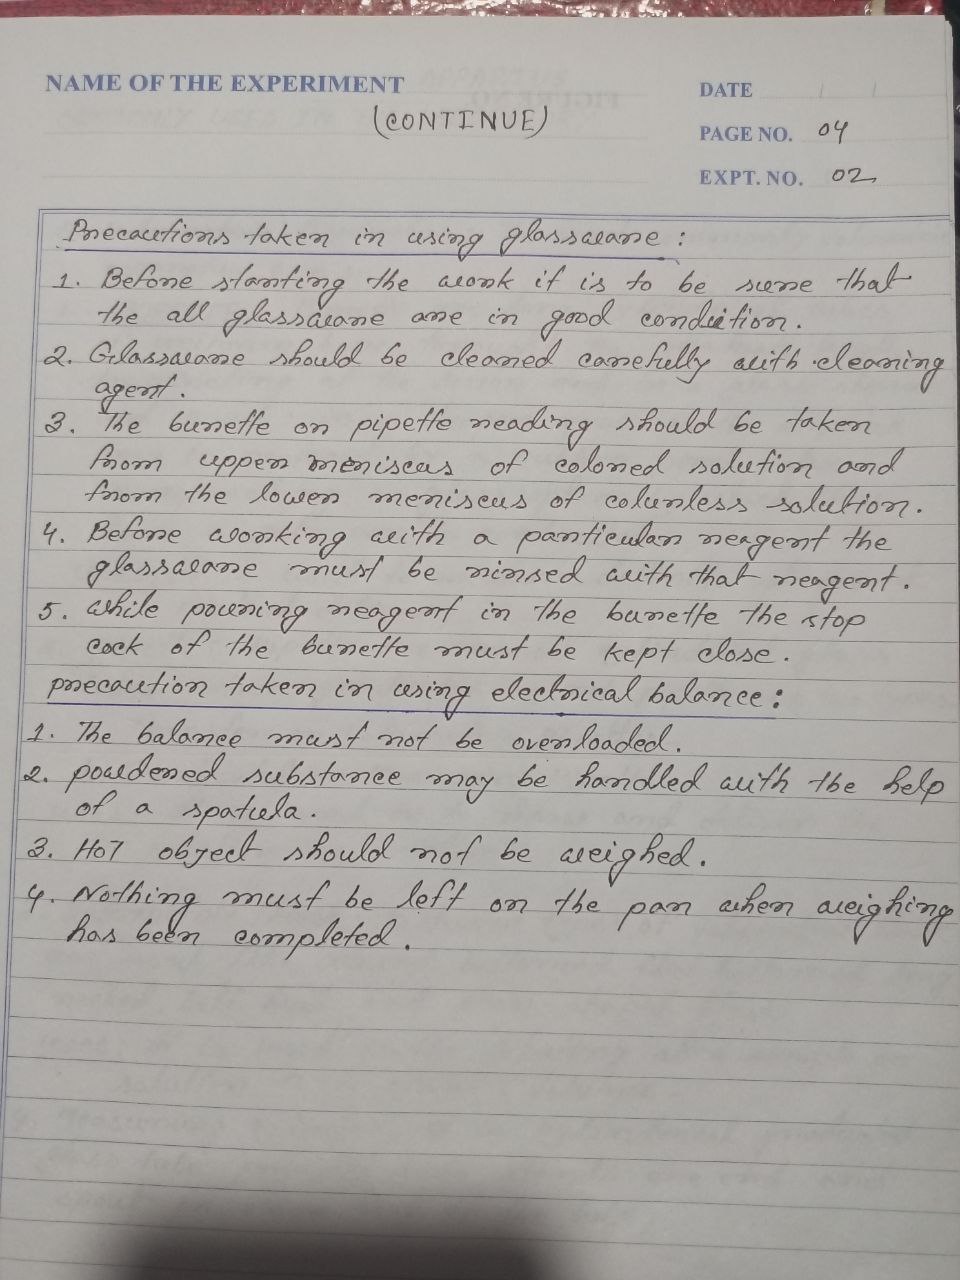 NAME OF THE EXPERIMENT
(CONTINUE)
DATE / /
PAGE NO. 04
EXPT. NO. 02
Precautions taken in using glassware :
1. Before starting the work it is to be sure that
the all glassware are in good condition.
2. Glassware should be cleaned carefully with cleaning
agent.
3. The burette or pipette reading should be taken
from upper meniscus of colored solution and
from the lower meniscus of colurless solution.
4. Before working with a particular reagent the
glassware must be rinsed with that reagent.
5. while pouring reagent in the burette the stop
cock of the burette must be kept close.
precaution taken in using electrical balance :
1. The balance must not be overloaded.
2. powdered substance may be handled with the help
of a spatula.
3. HOT object should not be weighed.
4. Nothing must be left on the pan when weighing
has been completed.